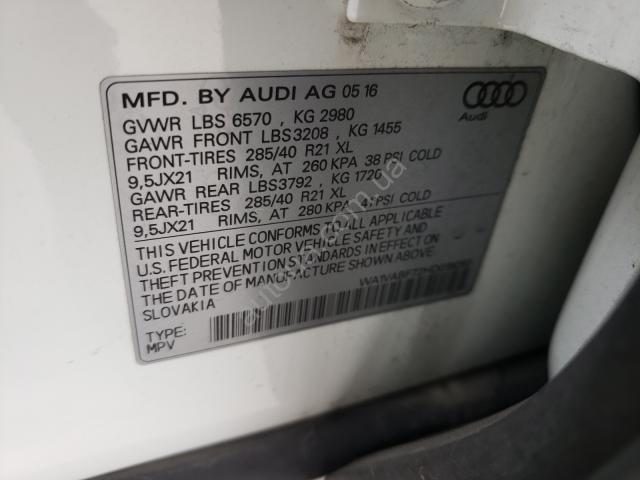 MFD. BY AUDI AG 05 16
GVWR LBS 6570 , KG 2980
GAWR FRONT LBS3208 , KG 1455
FRONT-TIRES 285/40 R21 XL
9,5JX21 RIMS, AT 260 KPA 38 PSI COLD
GAWR REAR LBS3792 , KG 1720
REAR-TIRES 285/40 R21 XL
9,5JX21 RIMS, AT 280 KPA 41PSI COLD
THIS VEHICLE CONFORMS TO ALL APPLICABLE
U.S. FEDERAL MOTOR VEHICLE SAFETY AND
THEFT PREVENTION STANDARDS IN EFFECT ON
THE DATE OF MANUFACTURE SHOWN ABOVE.
SLOVAKIA
TYPE:
MPV
Audi